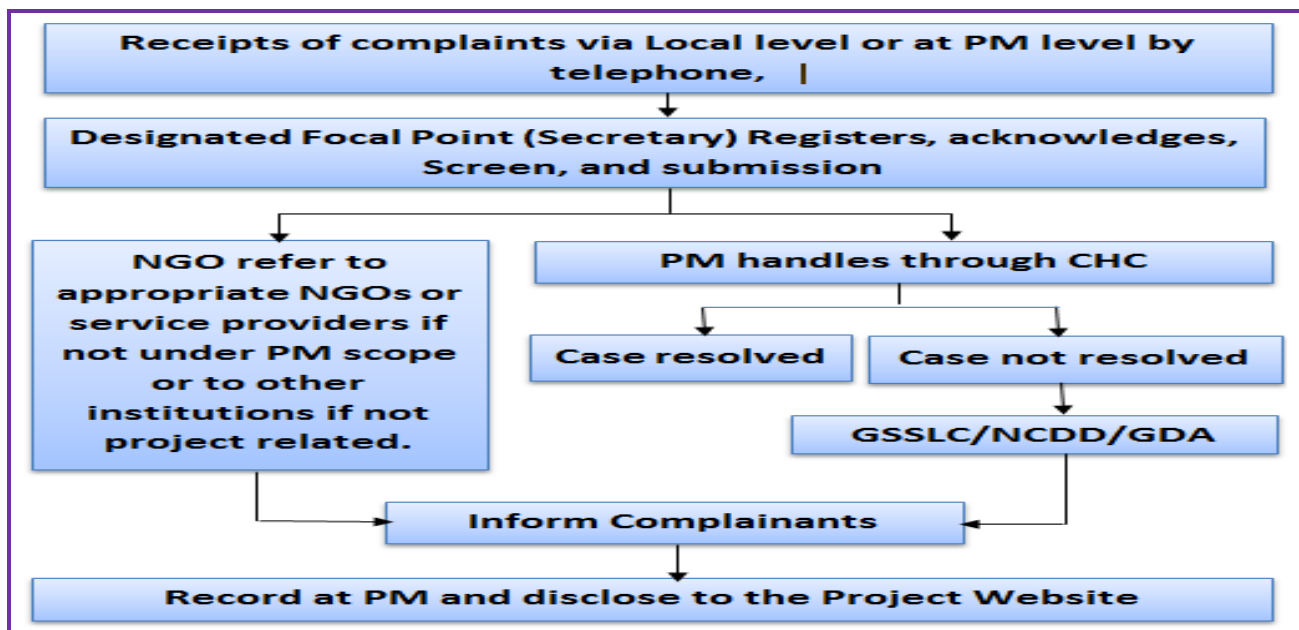 Receipts of complaints via Local level or at PM level by
telephone, |
Designated Focal Point (Secretary) Registers, acknowledges,
Screen, and submission
NGO refer to
appropriate NGOs or
service providers if
not under PM scope
or to other
institutions if not
project related.
PM handles through CHC
Case resolved
Case not resolved
GSSLC/NCDD/GDA
Inform Complainants
Record at PM and disclose to the Project Website